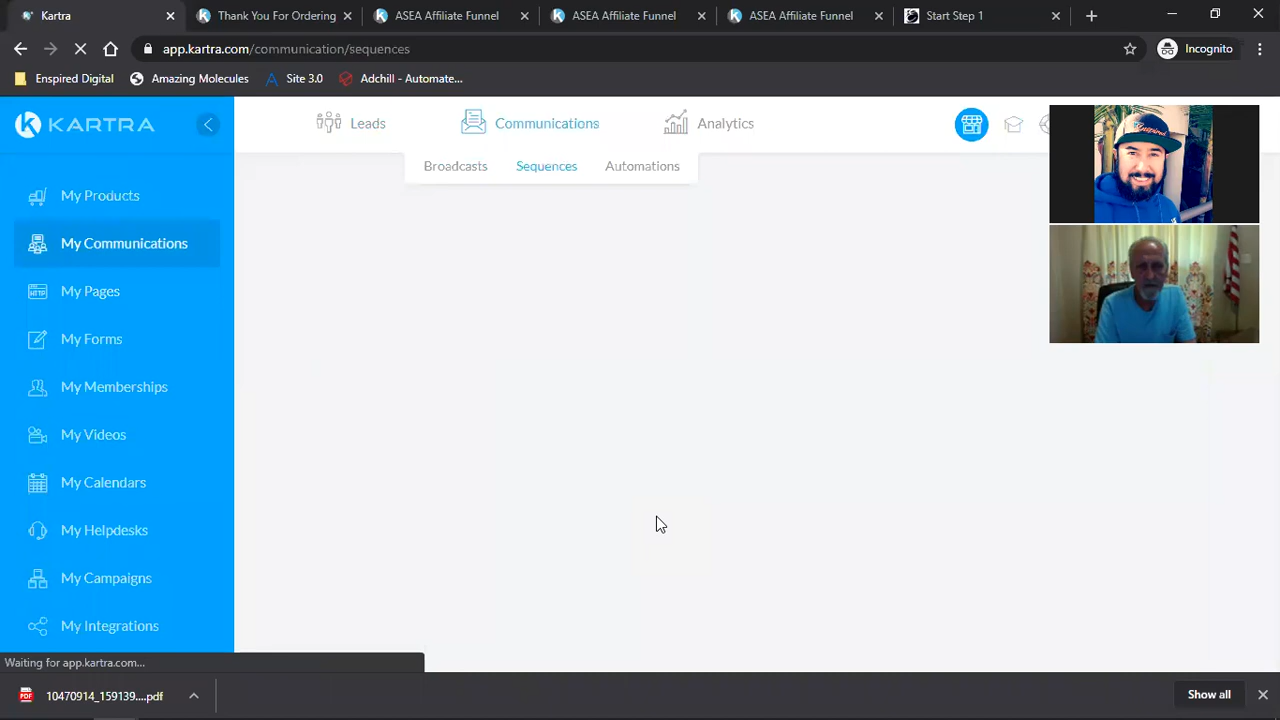 Kartra
Thank You For Ordering
ASEA Affiliate Funnel
ASEA Affiliate Funnel
ASEA Affiliate Funnel
Start Step 1
app.kartra.com/communication/sequences
Incognito
Enspired Digital
Amazing Molecules
Site 3.0
Adchill - Automate...
KARTRA
Leads
Communications
Analytics
Broadcasts
Sequences
Automations
My Products
My Communications
My Pages
My Forms
My Memberships
My Videos
My Calendars
My Helpdesks
My Campaigns
My Integrations
Waiting for app.kartra.com...
10470914_159139....pdf
Show all